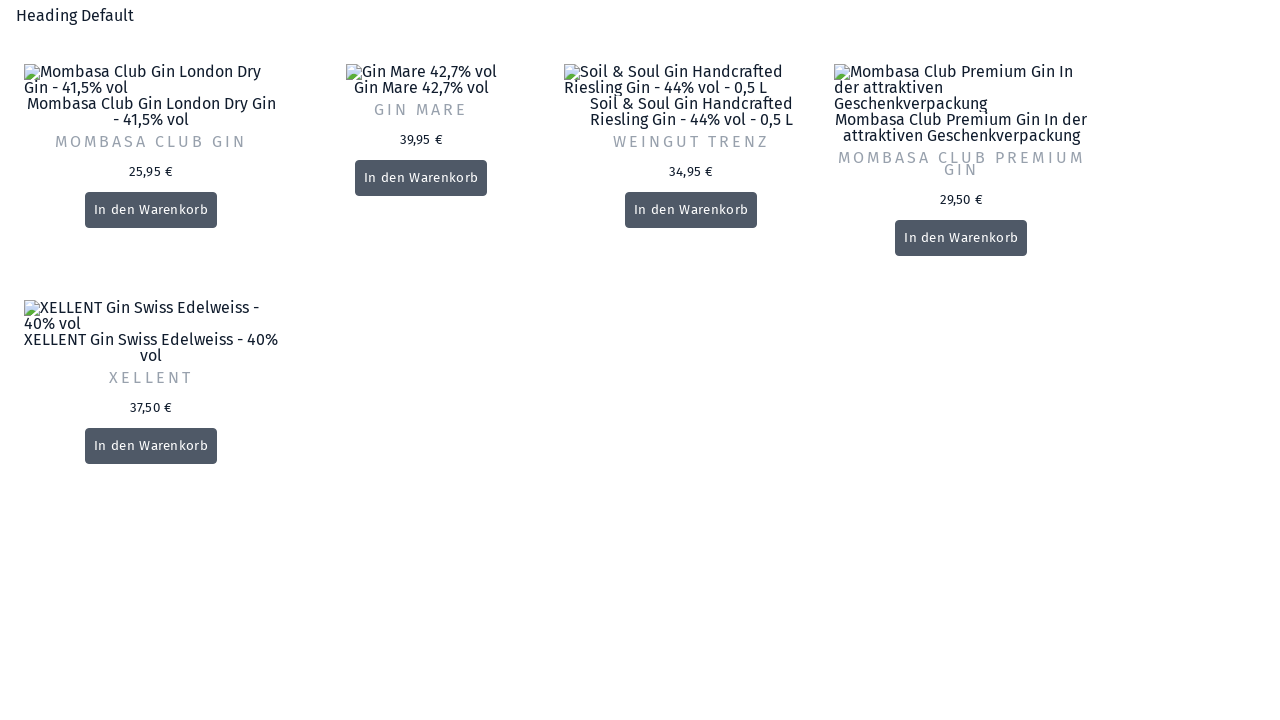 Heading Default
Mombasa Club Gin London Dry
Gin - 41,5% vol
Mombasa Club Gin London Dry Gin
- 41,5% vol
MOMBASA CLUB GIN
25,95 €
In den Warenkorb
Gin Mare 42,7% vol
Gin Mare 42,7% vol
GIN MARE
39,95 €
In den Warenkorb
Soil & Soul Gin Handcrafted
Riesling Gin - 44% vol - 0,5 L
Soil & Soul Gin Handcrafted
Riesling Gin - 44% vol - 0,5 L
WEINGUT TRENZ
34,95 €
In den Warenkorb
Mombasa Club Premium Gin In
der attraktiven
Geschenkverpackung
Mombasa Club Premium Gin In der
attraktiven Geschenkverpackung
MOMBASA CLUB PREMIUM
GIN
29,50 €
In den Warenkorb
XELLENT Gin Swiss Edelweiss -
40% vol
XELLENT Gin Swiss Edelweiss - 40%
vol
XELLENT
37,50 €
In den Warenkorb